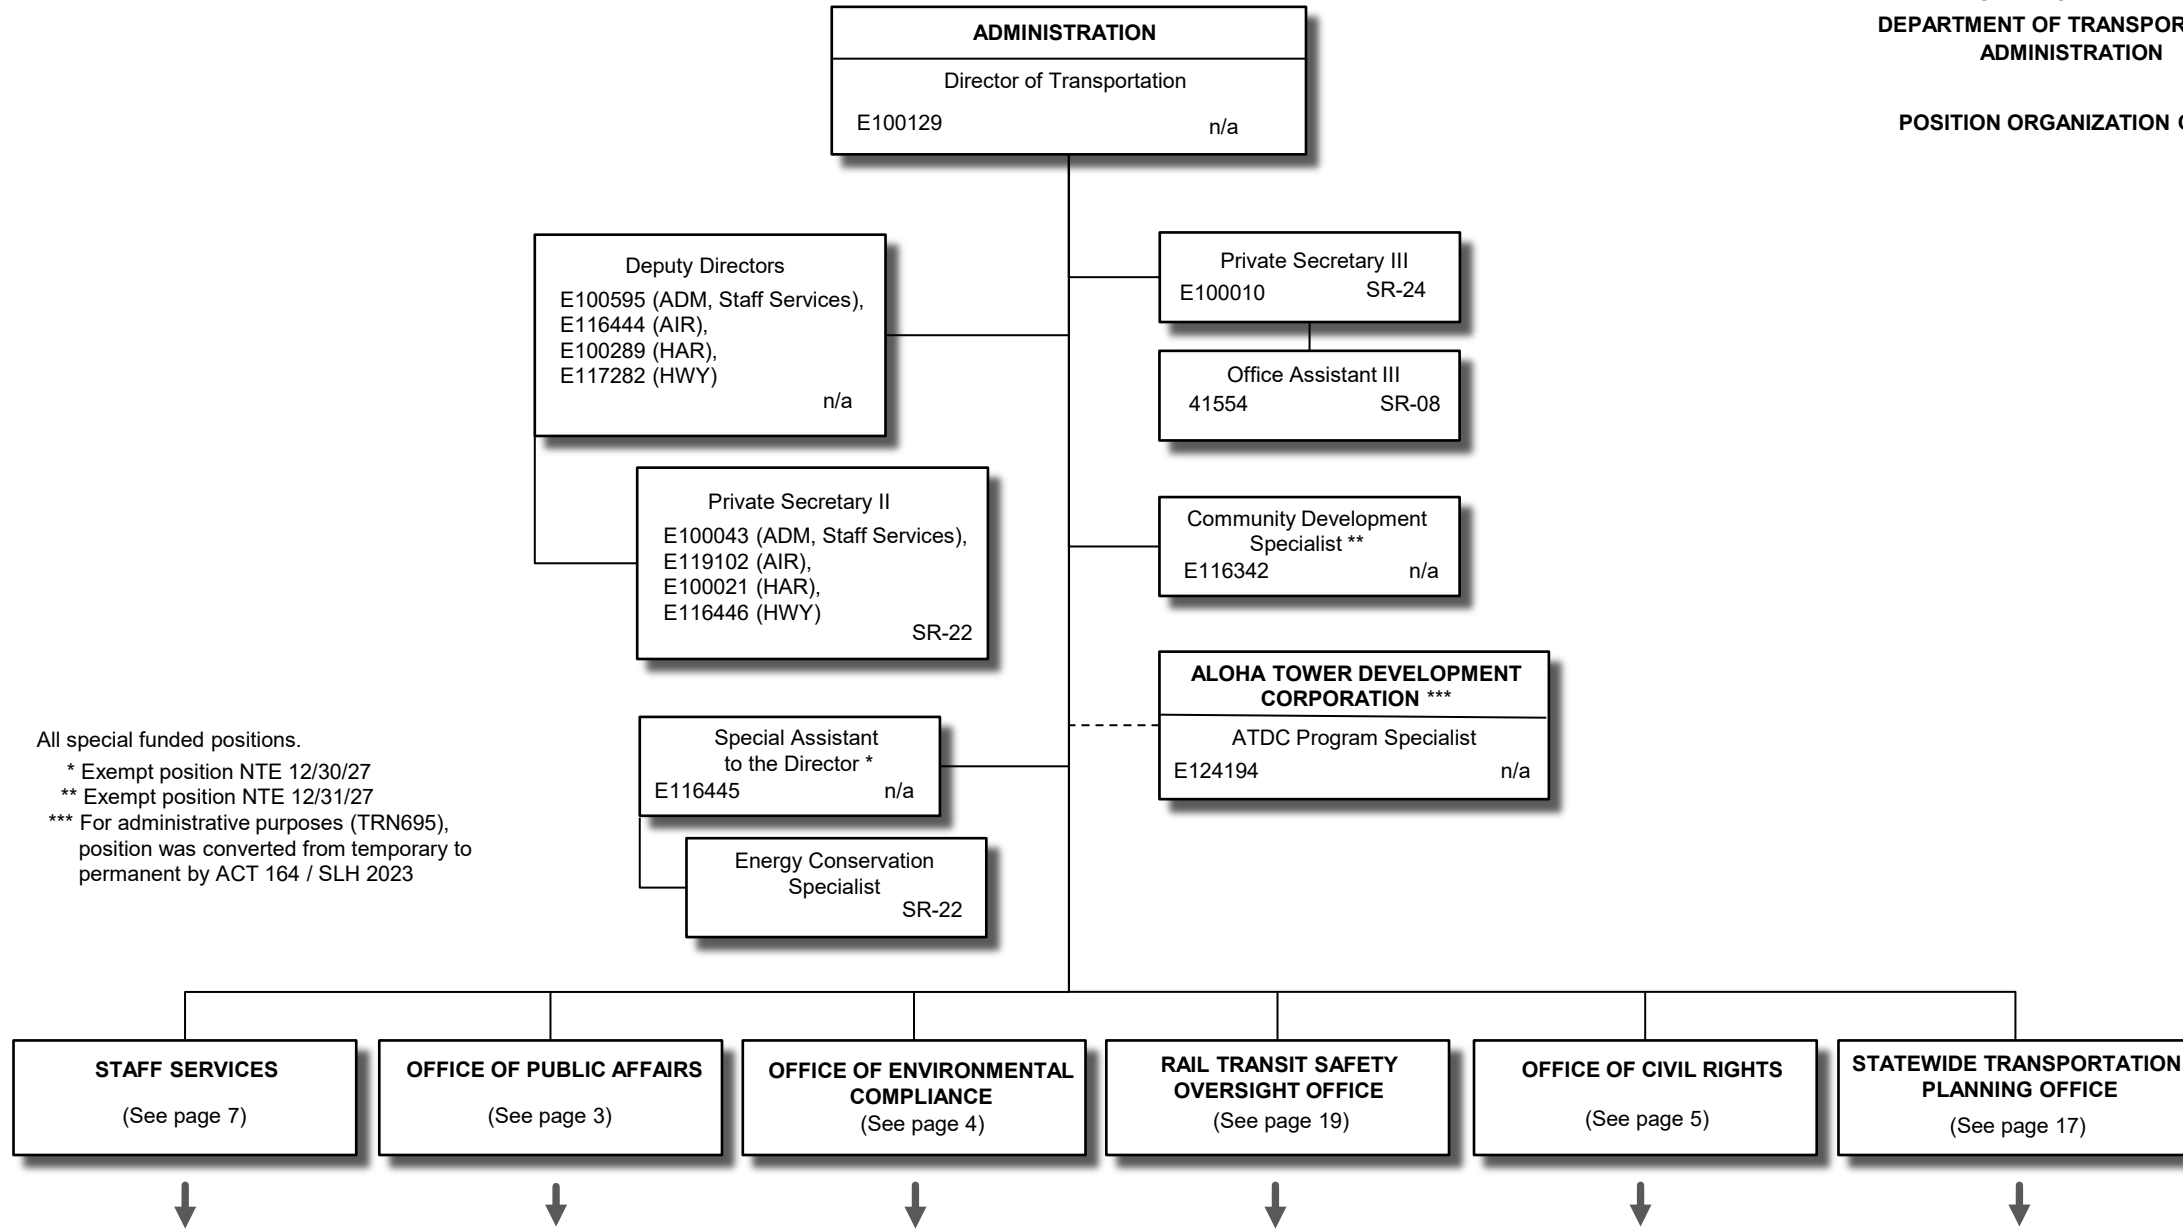 DEPARTMENT OF TRANSPOR
ADMINISTRATION
POSITION ORGANIZATION
ADMINISTRATION
Director of Transportation
E100129 n/a
Deputy Directors
E100595 (ADM, Staff Services),
E116444 (AIR),
E100289 (HAR),
E117282 (HWY)
n/a
Private Secretary III
E100010 SR-24
Office Assistant III
41554 SR-08
Private Secretary II
E100043 (ADM, Staff Services),
E119102 (AIR),
E100021 (HAR),
E116446 (HWY)
SR-22
Community Development
Specialist **
E116342 n/a
ALOHA TOWER DEVELOPMENT
CORPORATION ***
ATDC Program Specialist
E124194 n/a
Special Assistant
to the Director *
E116445 n/a
Energy Conservation
Specialist
SR-22
All special funded positions.
* Exempt position NTE 12/30/27
** Exempt position NTE 12/31/27
*** For administrative purposes (TRN695),
position was converted from temporary to
permanent by ACT 164 / SLH 2023
STAFF SERVICES
(See page 7)
OFFICE OF PUBLIC AFFAIRS
(See page 3)
OFFICE OF ENVIRONMENTAL
COMPLIANCE
(See page 4)
RAIL TRANSIT SAFETY
OVERSIGHT OFFICE
(See page 19)
OFFICE OF CIVIL RIGHTS
(See page 5)
STATEWIDE TRANSPORTATION
PLANNING OFFICE
(See page 17)